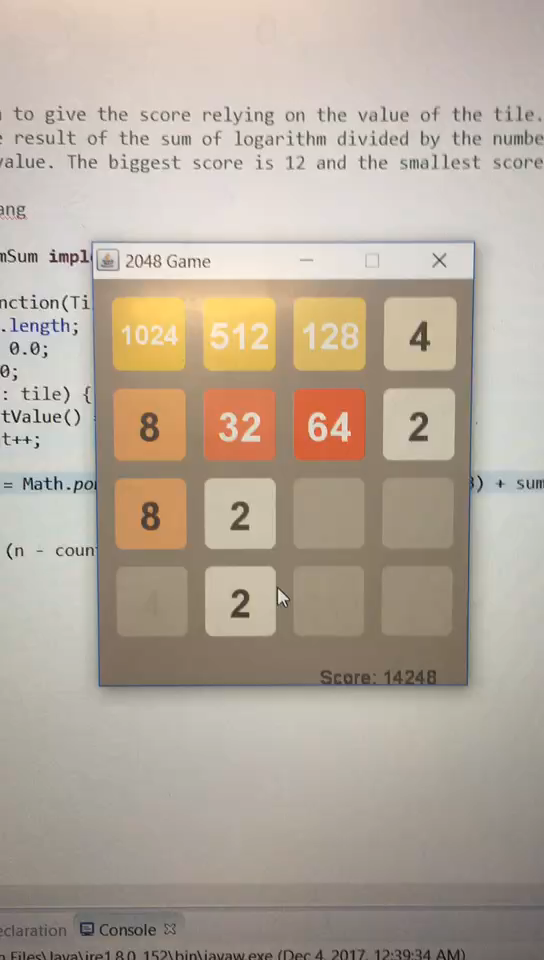 to give the score relying on the value of the tile.
result of the sum of logarithm divided by the numbe
value. The biggest score is 12 and the smallest score
ang
mSum impl
2048 Game
nction(Ti
.length;
1024 512 128 4
0.0;
0;
: tile) {
tValue()
8 32 64 2
t++;
= Math.po
) + sum
8 2
(n - coun
4 2
Score: 14248
eclaration Console
Files\Java\jre1.8.0_152\bin\javaw.exe (Dec 4, 2017, 12:39:34 AM)